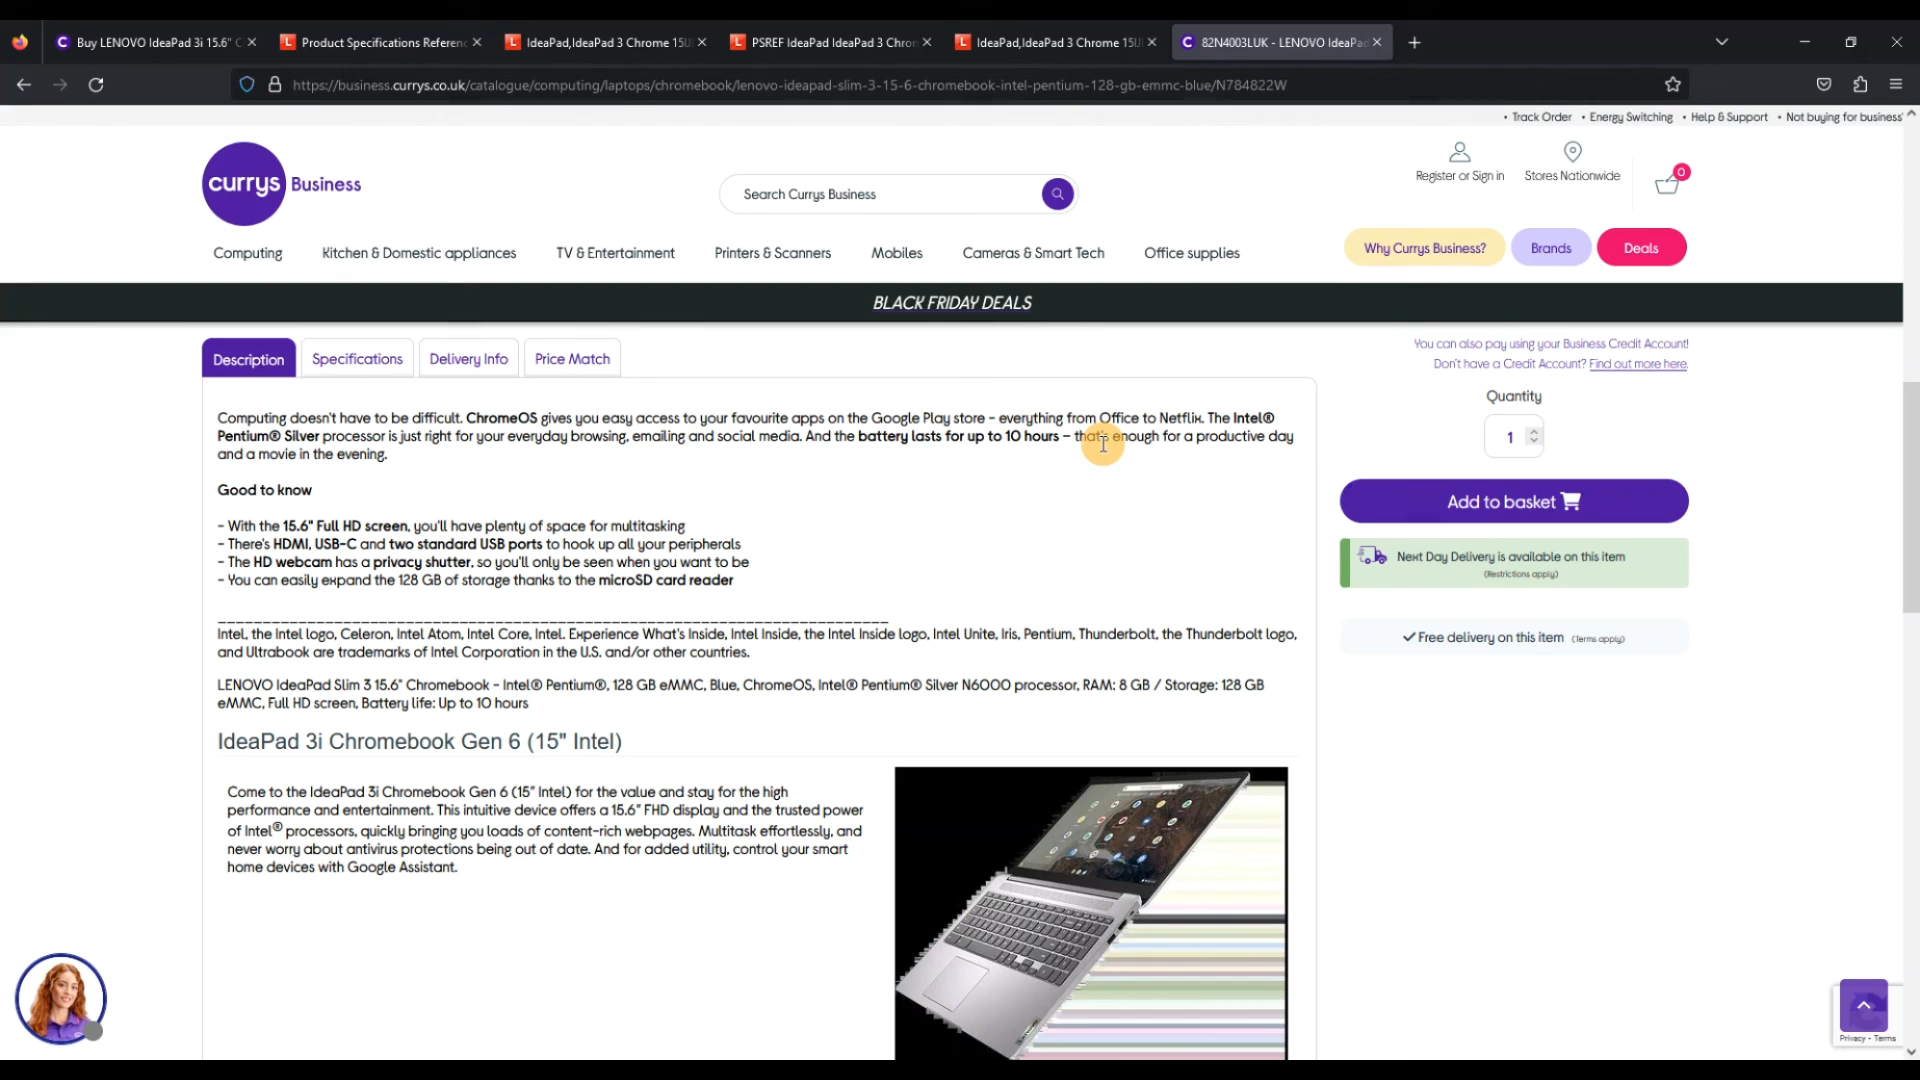 Buy LENOVO IdeaPad 3i 15.6" C
Product Specifications Referenc
IdeaPad,IdeaPad 3 Chrome 15IJ
PSREF IdeaPad IdeaPad 3 Chron
IdeaPad,IdeaPad 3 Chrome 15IJ
82N4003LUK - LENOVO IdeaPad
https://business.currys.co.uk/catalogue/computing/laptops/chromebook/lenovo-ideapad-slim-3-15-6-chromebook-intel-pentium-128-gb-emmc-blue/N784822W
• Track Order • Energy Switching • Help & Support • Not buying for business
currys Business
Search Currys Business
Register or Sign in
Stores Nationwide
0
Computing
Kitchen & Domestic appliances
TV & Entertainment
Printers & Scanners
Mobiles
Cameras & Smart Tech
Office supplies
Why Currys Business?
Brands
Deals
BLACK FRIDAY DEALS
Description
Specifications
Delivery Info
Price Match
Computing doesn't have to be difficult. ChromeOS gives you easy access to your favourite apps on the Google Play store – everything from Office to Netflix. The Intel®
Pentium® Silver processor is just right for your everyday browsing, emailing and social media. And the battery lasts for up to 10 hours – that's enough for a productive day
and a movie in the evening.
Good to know
- With the 15.6" Full HD screen, you'll have plenty of space for multitasking
- There's HDMI, USB-C and two standard USB ports to hook up all your peripherals
- The HD webcam has a privacy shutter, so you'll only be seen when you want to be
- You can easily expand the 128 GB of storage thanks to the microSD card reader
Intel, the Intel logo, Celeron, Intel Atom, Intel Core, Intel. Experience What's Inside, Intel Inside, the Intel Inside logo, Intel Unite, Iris, Pentium, Thunderbolt, the Thunderbolt logo,
and Ultrabook are trademarks of Intel Corporation in the U.S. and/or other countries.
LENOVO IdeaPad Slim 3 15.6" Chromebook - Intel® Pentium®, 128 GB eMMC, Blue, ChromeOS, Intel® Pentium® Silver N6000 processor, RAM: 8 GB / Storage: 128 GB
eMMC, Full HD screen, Battery life: Up to 10 hours
IdeaPad 3i Chromebook Gen 6 (15" Intel)
Come to the IdeaPad 3i Chromebook Gen 6 (15" Intel) for the value and stay for the high
performance and entertainment. This intuitive device offers a 15.6" FHD display and the trusted power
of Intel® processors, quickly bringing you loads of content-rich webpages. Multitask effortlessly, and
never worry about antivirus protections being out of date. And for added utility, control your smart
home devices with Google Assistant.
You can also pay using your Business Credit Account!
Don't have a Credit Account? Find out more here.
Quantity
1
Add to basket
Next Day Delivery is available on this item
(Restrictions apply)
Free delivery on this item (Terms apply)
Privacy - Terms